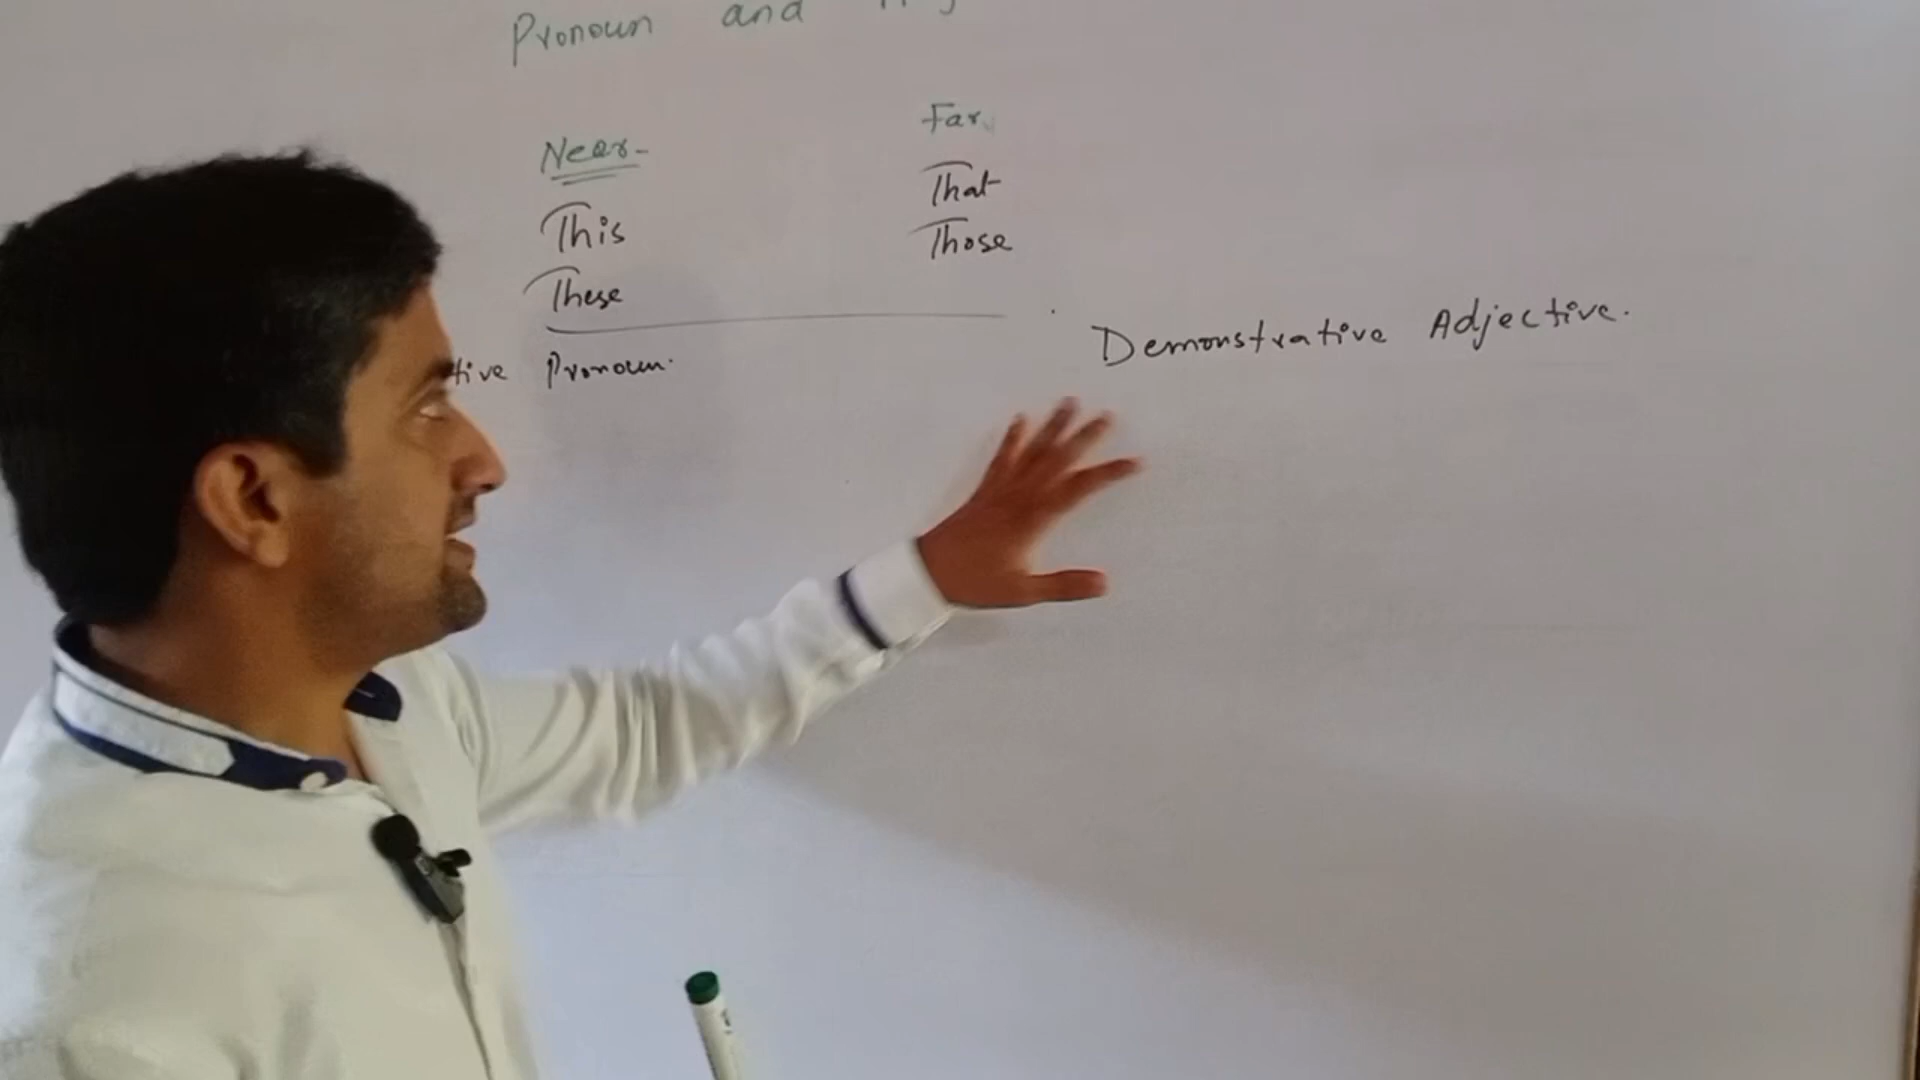 Pronoun and
Near Far
This That
These Those
tive Pronoun. Demonstrative Adjective.